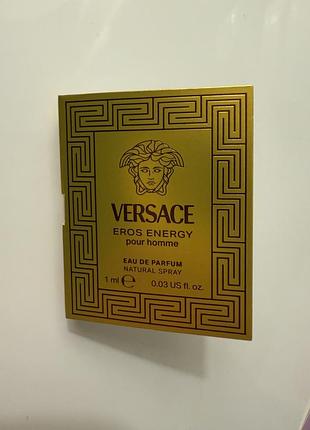 VERSACE
EROS ENERGY
pour homme
EAU DE PARFUM
NATURAL SPRAY
1 ml ℮ 0.03 US fl. oz.